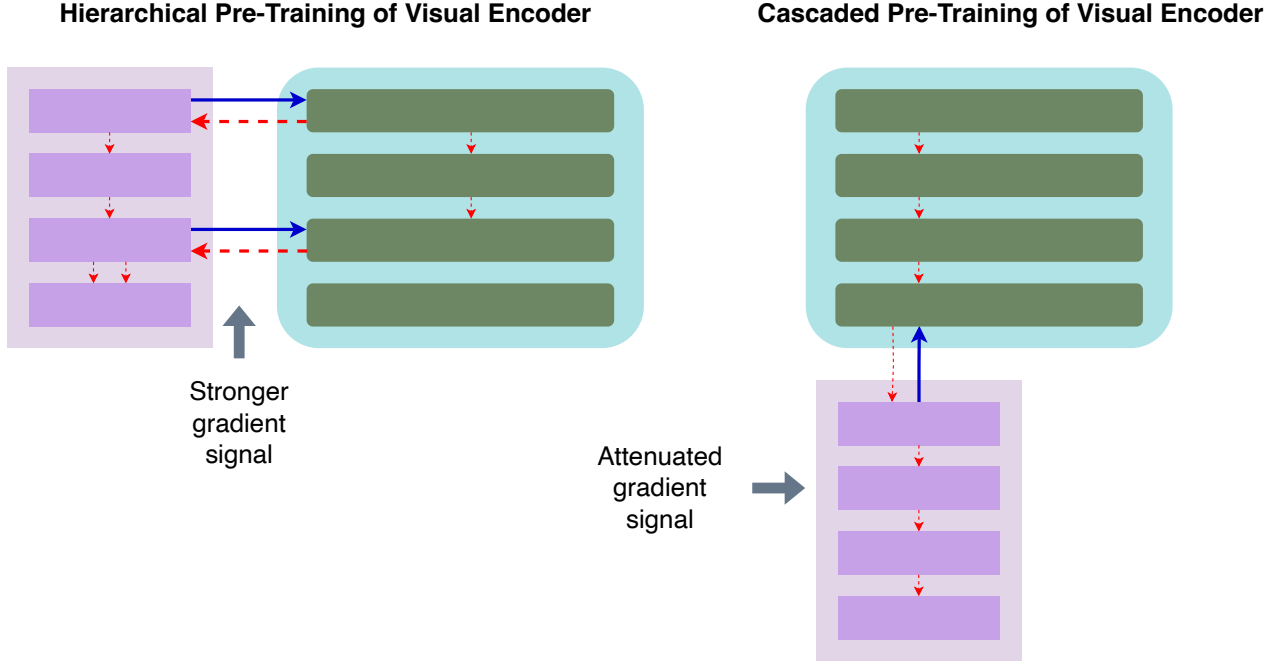 Hierarchical Pre-Training of Visual Encoder
Cascaded Pre-Training of Visual Encoder
Stronger
gradient
signal
Attenuated
gradient
signal